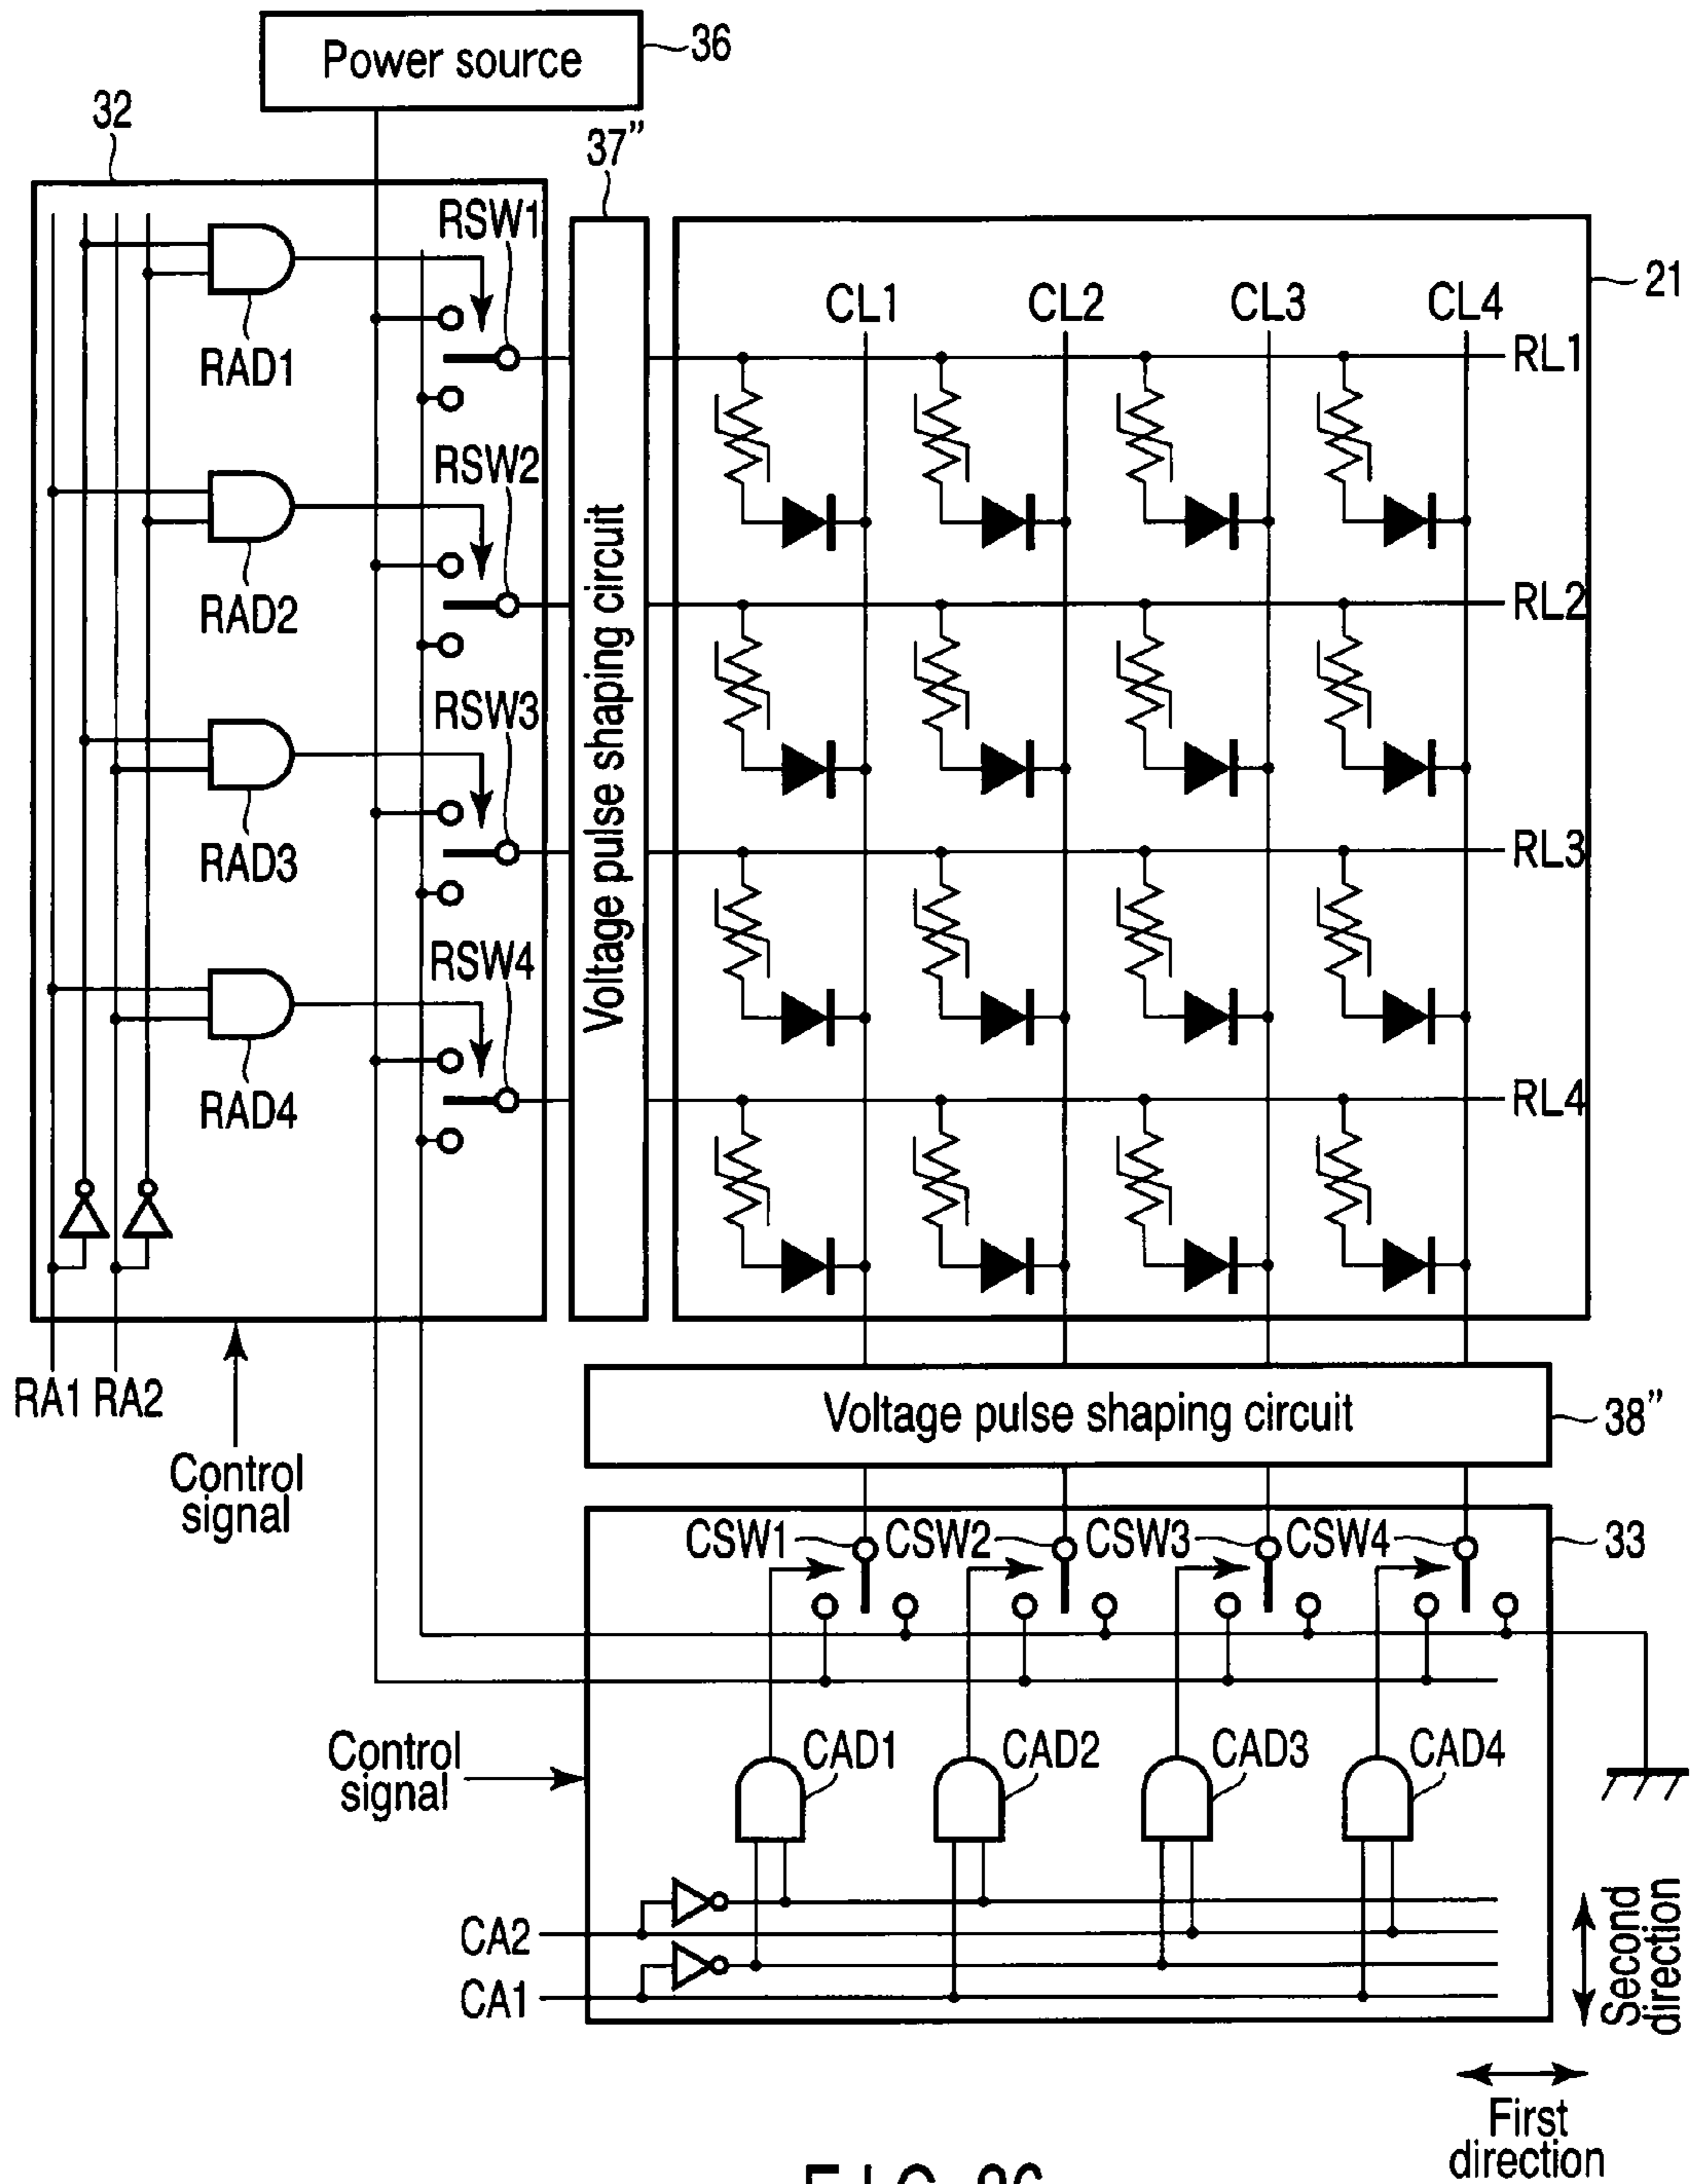 Power source
36
32
37”
RSW1
21
CL1
CL2
CL3
CL4
RL1
RAD1
RSW2
RL2
RAD2
Voltage pulse shaping circuit
RSW3
RL3
RAD3
RSW4
RL4
RAD4
RA1 RA2
Control
signal
Voltage pulse shaping circuit
38”
CSW1
CSW2
CSW3
CSW4
33
Control
signal
CAD1
CAD2
CAD3
CAD4
CA2
CA1
Second
direction
First
direction